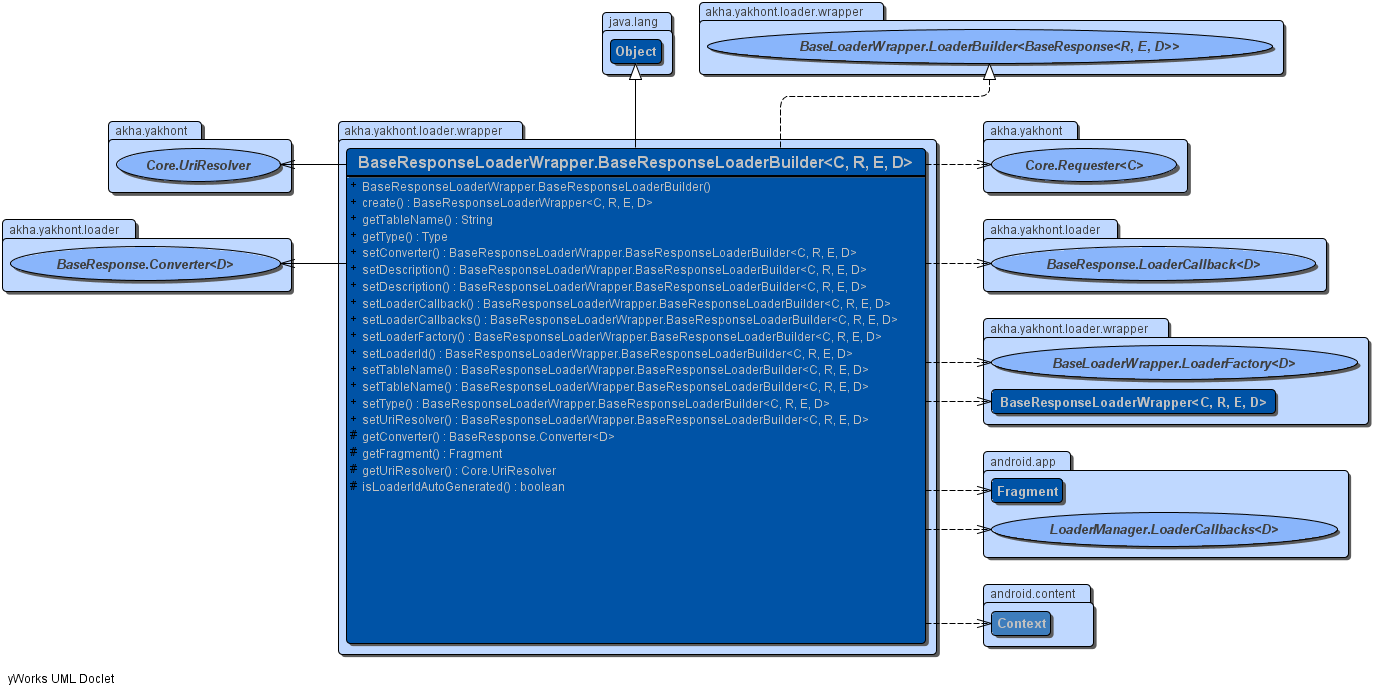 java.lang
Object
akha.yakhont.loader.wrapper
BaseLoaderWrapper.LoaderBuilder<BaseResponse<R, E, D>>
akha.yakhont
Core.UriResolver
akha.yakhont.loader
BaseResponse.Converter<D>
akha.yakhont.loader.wrapper
BaseResponseLoaderWrapper.BaseResponseLoaderBuilder<C, R, E, D>
+ BaseResponseLoaderWrapper.BaseResponseLoaderBuilder()
+ create() : BaseResponseLoaderWrapper<C, R, E, D>
+ getTableName() : String
+ getType() : Type
+ setConverter() : BaseResponseLoaderWrapper.BaseResponseLoaderBuilder<C, R, E, D>
+ setDescription() : BaseResponseLoaderWrapper.BaseResponseLoaderBuilder<C, R, E, D>
+ setDescription() : BaseResponseLoaderWrapper.BaseResponseLoaderBuilder<C, R, E, D>
+ setLoaderCallback() : BaseResponseLoaderWrapper.BaseResponseLoaderBuilder<C, R, E, D>
+ setLoaderCallbacks() : BaseResponseLoaderWrapper.BaseResponseLoaderBuilder<C, R, E, D>
+ setLoaderFactory() : BaseResponseLoaderWrapper.BaseResponseLoaderBuilder<C, R, E, D>
+ setLoaderId() : BaseResponseLoaderWrapper.BaseResponseLoaderBuilder<C, R, E, D>
+ setTableName() : BaseResponseLoaderWrapper.BaseResponseLoaderBuilder<C, R, E, D>
+ setTableName() : BaseResponseLoaderWrapper.BaseResponseLoaderBuilder<C, R, E, D>
+ setType() : BaseResponseLoaderWrapper.BaseResponseLoaderBuilder<C, R, E, D>
+ setUriResolver() : BaseResponseLoaderWrapper.BaseResponseLoaderBuilder<C, R, E, D>
# getConverter() : BaseResponse.Converter<D>
# getFragment() : Fragment
# getUriResolver() : Core.UriResolver
# isLoaderIdAutoGenerated() : boolean
akha.yakhont
Core.Requester<C>
akha.yakhont.loader
BaseResponse.LoaderCallback<D>
akha.yakhont.loader.wrapper
BaseLoaderWrapper.LoaderFactory<D>
BaseResponseLoaderWrapper<C, R, E, D>
android.app
Fragment
LoaderManager.LoaderCallbacks<D>
android.content
Context
yWorks UML Doclet